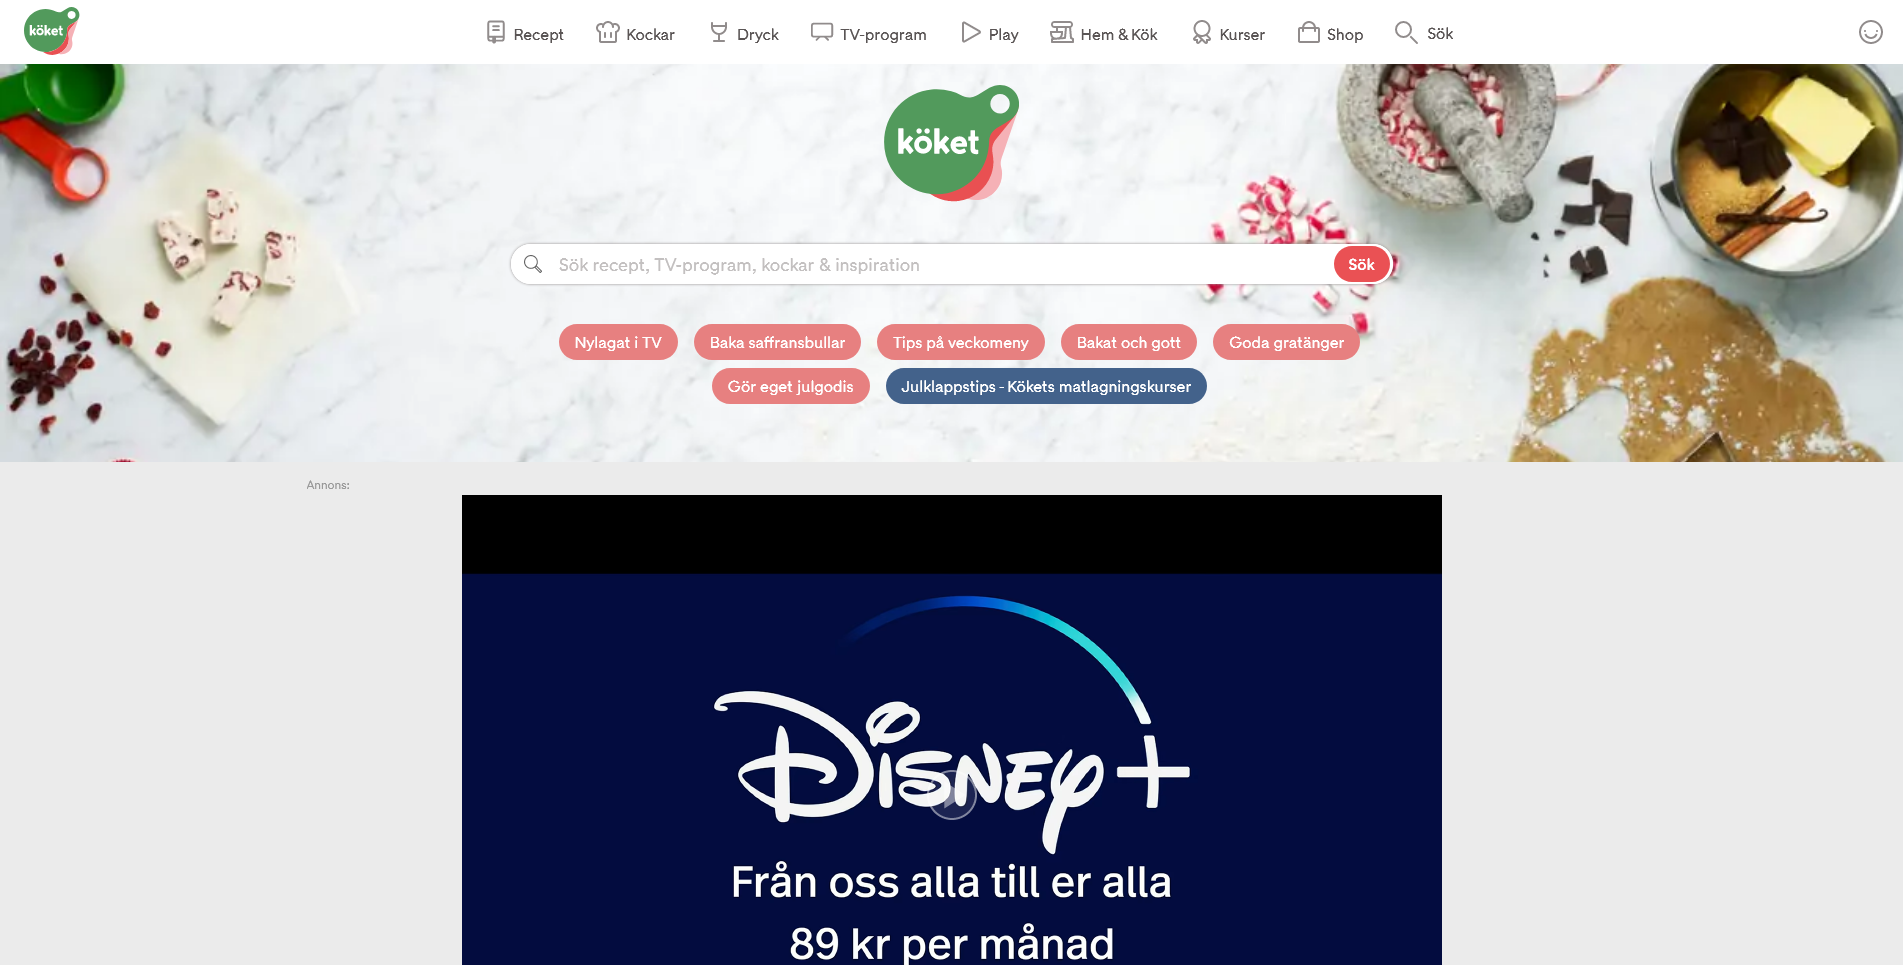 köket
Recept
Kockar
Dryck
TV-program
Play
Hem & Kök
Kurser
Shop
Sök
köket
Sök recept, TV-program, kockar & inspiration
Sök
Nylagat i TV
Baka saffransbullar
Tips på veckomeny
Bakat och gott
Goda gratänger
Gör eget julgodis
Julklappstips - Kökets matlagningskurser
Annons:
Disney+
Från oss alla till er alla
89 kr per månad